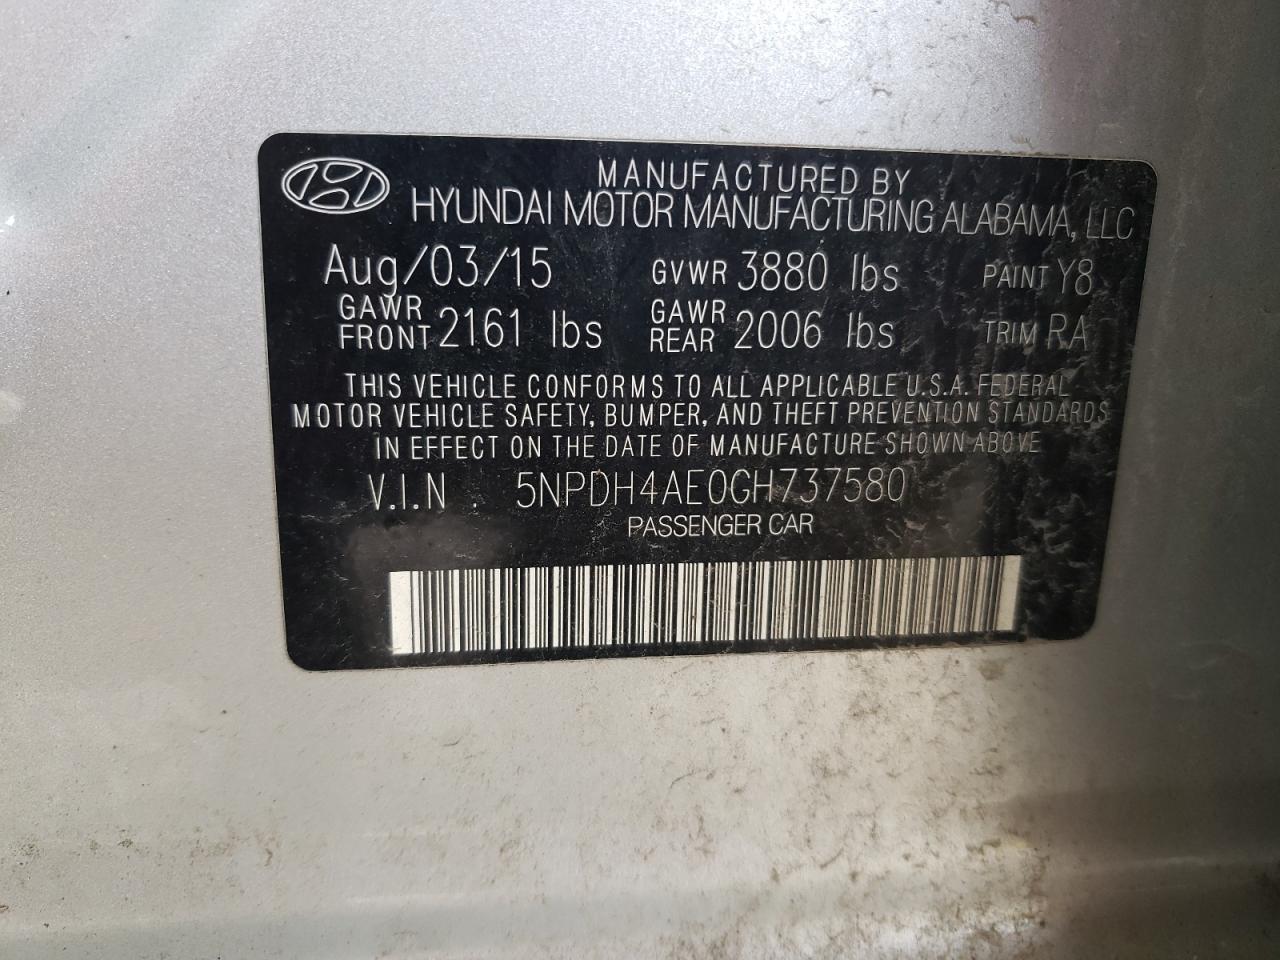 MANUFACTURED BY
HYUNDAI MOTOR MANUFACTURING ALABAMA, LLC
Aug/03/15 GVWR 3880 lbs PAINT Y8
GAWR FRONT 2161 lbs GAWR REAR 2006 lbs TRIM RA
THIS VEHICLE CONFORMS TO ALL APPLICABLE U.S.A. FEDERAL
MOTOR VEHICLE SAFETY, BUMPER, AND THEFT PREVENTION STANDARDS
IN EFFECT ON THE DATE OF MANUFACTURE SHOWN ABOVE
V.I.N. 5NPDH4AE0GH737580
PASSENGER CAR